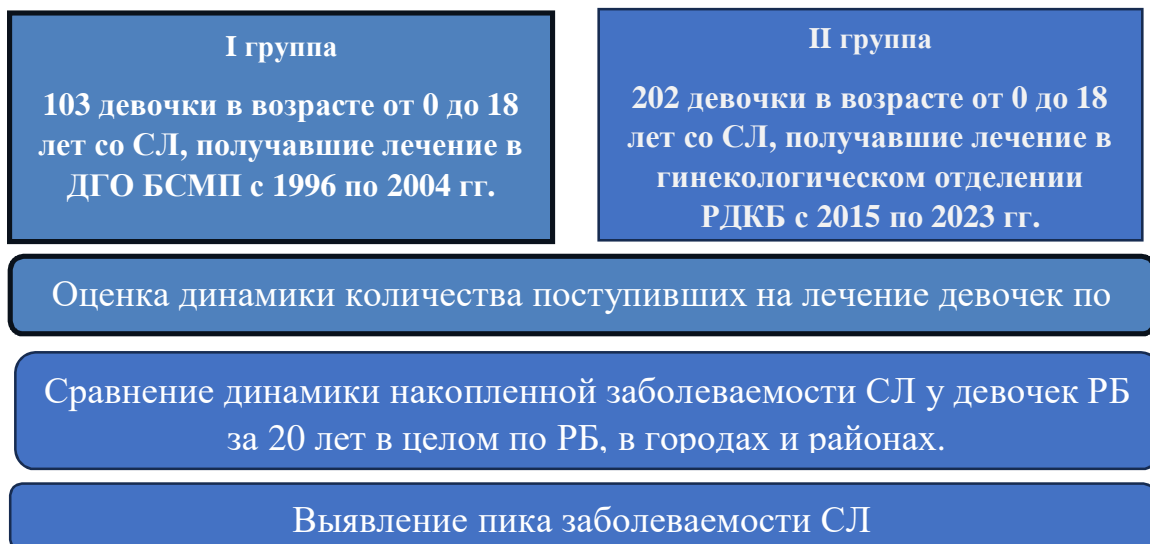 I группа
103 девочки в возрасте от 0 до 18
лет со СЛ, получавшие лечение в
ДГО БСМП с 1996 по 2004 гг.
II группа
202 девочки в возрасте от 0 до 18
лет со СЛ, получавшие лечение в
гинекологическом отделении
РДКБ с 2015 по 2023 гг.
Оценка динамики количества поступивших на лечение девочек по
Сравнение динамики накопленной заболеваемости СЛ у девочек РБ
за 20 лет в целом по РБ, в городах и районах.
Выявление пика заболеваемости СЛ